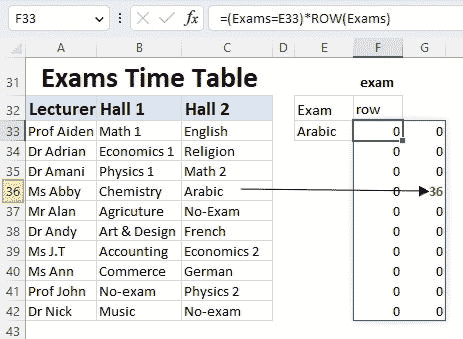 F33 =(Exams=E33)*ROW(Exams)
A B C D E F G
31 Exams Time Table exam
32 Lecturer Hall 1 Hall 2 Exam row
33 Prof Aiden Math 1 English Arabic 0 0
34 Dr Adrian Economics 1 Religion 0 0
35 Dr Amani Physics 1 Math 2 0 0
36 Ms Abby Chemistry Arabic 0 36
37 Mr Alan Agricuture No-Exam 0 0
38 Dr Andy Art & Design French 0 0
39 Ms J.T Accounting Economics 2 0 0
40 Ms Ann Commerce German 0 0
41 Prof John No-exam Physics 2 0 0
42 Dr Nick Music No-exam 0 0
43